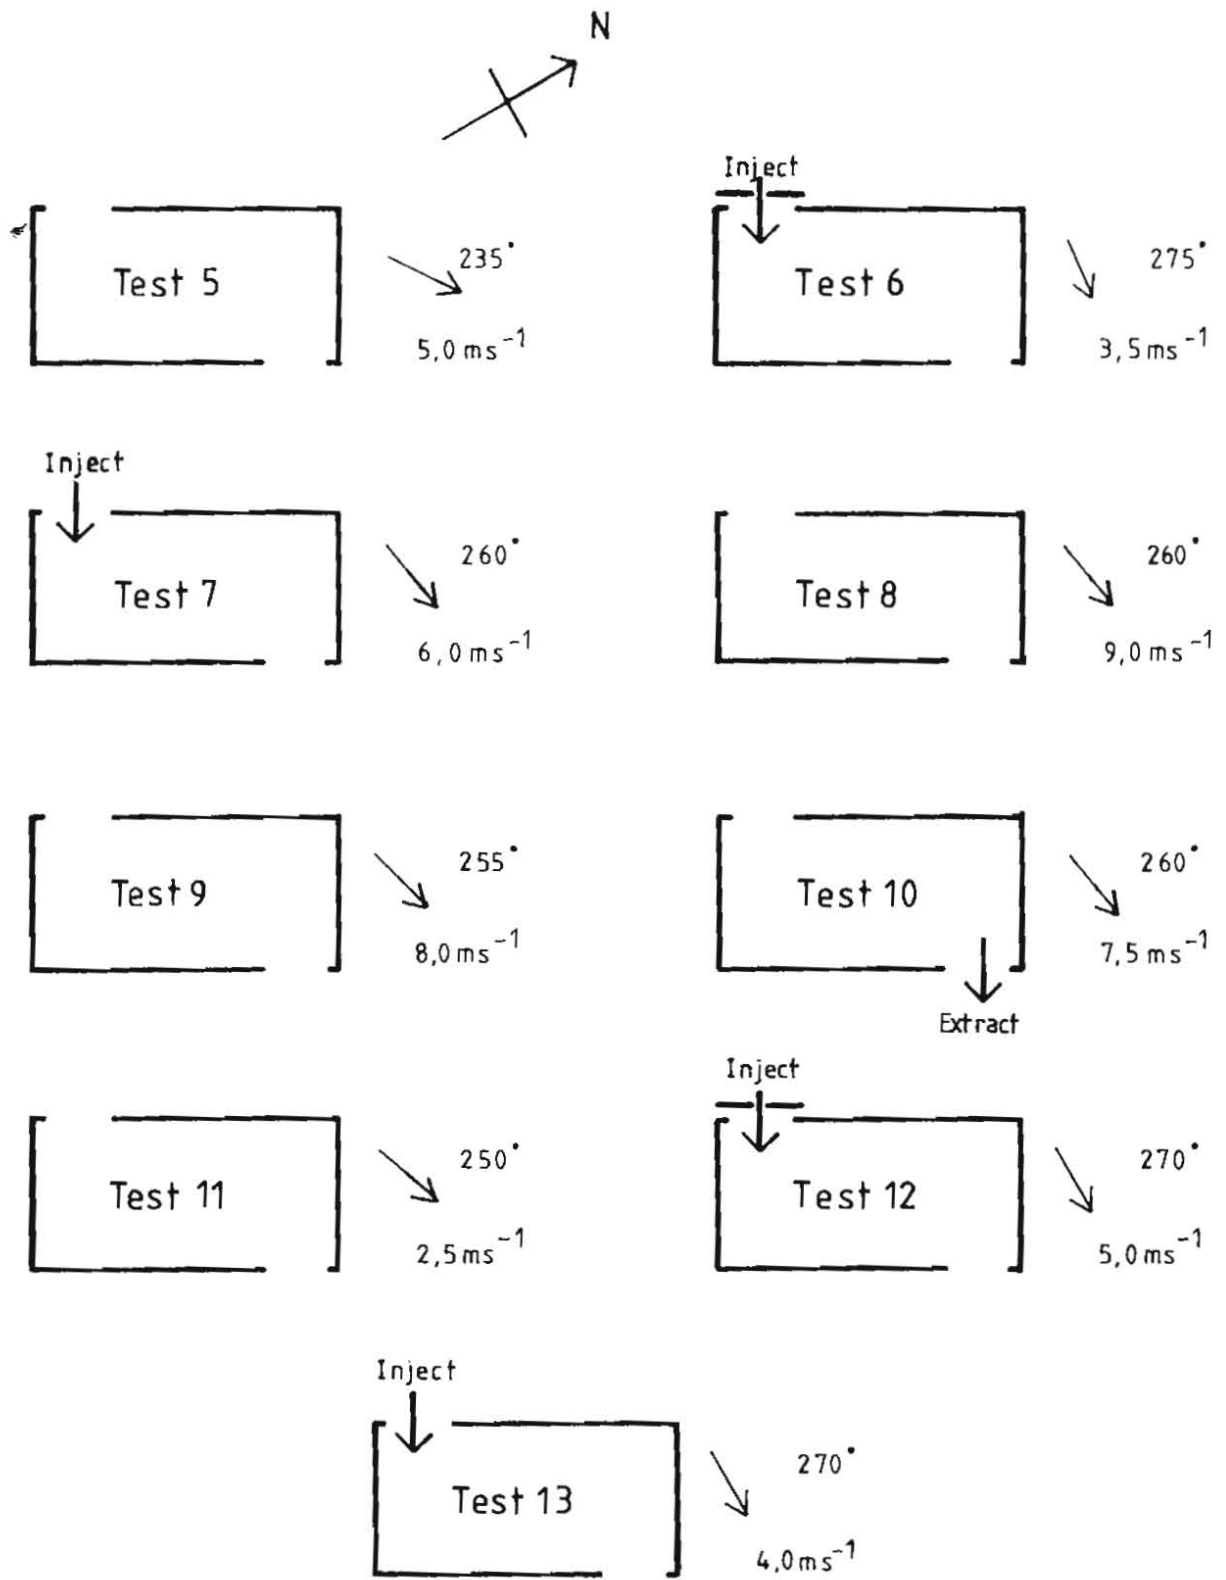 N
Inject
Test 5
235°
5,0 ms⁻¹
Test 6
275°
3,5 ms⁻¹
Inject
Test 7
260°
6,0 ms⁻¹
Test 8
260°
9,0 ms⁻¹
Test 9
255°
8,0 ms⁻¹
Test 10
260°
7,5 ms⁻¹
Extract
Inject
Test 11
250°
2,5 ms⁻¹
Test 12
270°
5,0 ms⁻¹
Inject
Test 13
270°
4,0 ms⁻¹